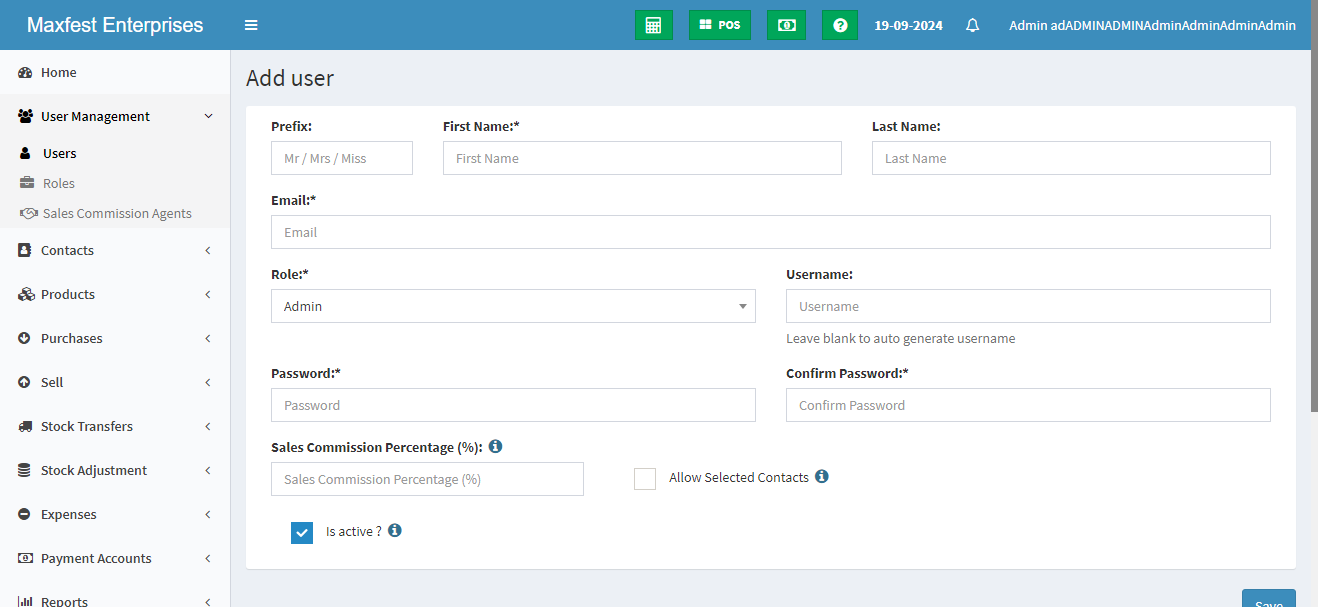 Maxfest Enterprises
POS
19-09-2024
Admin adADMINADMINAdminAdminAdminAdmin
Home
User Management
Users
Roles
Sales Commission Agents
Contacts
Products
Purchases
Sell
Stock Transfers
Stock Adjustment
Expenses
Payment Accounts
Reports
Add user
Prefix: First Name:* Last Name:
Mr / Mrs / Miss First Name Last Name
Email:*
Email
Role:* Username:
Admin Username
Leave blank to auto generate username
Password:* Confirm Password:*
Password Confirm Password
Sales Commission Percentage (%):
Sales Commission Percentage (%) Allow Selected Contacts
Is active ?
Save